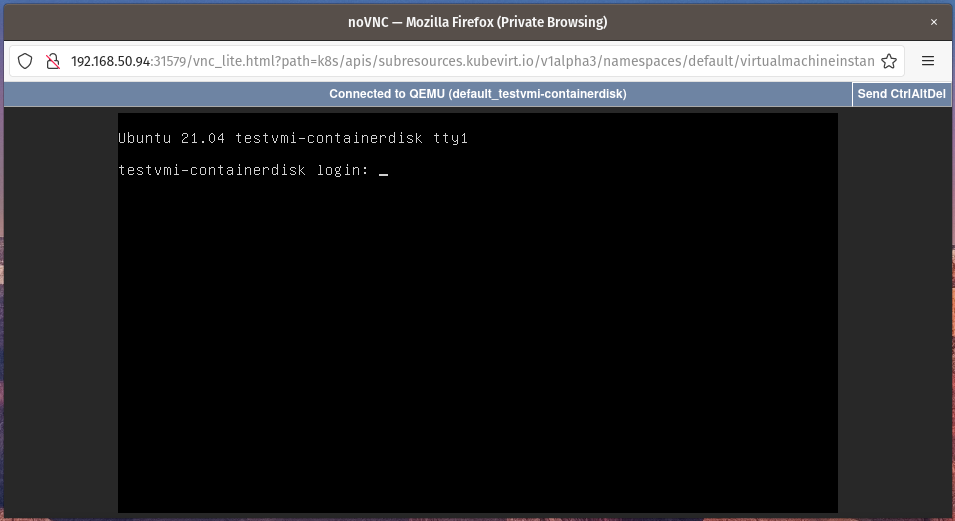 noVNC — Mozilla Firefox (Private Browsing)
192.168.50.94:31579/vnc_lite.html?path=k8s/apis/subresources.kubevirt.io/v1alpha3/namespaces/default/virtualmachineinstan
Connected to QEMU (default_testvmi-containerdisk)
Send CtrlAltDel
Ubuntu 21.04 testvmi-containerdisk tty1
testvmi-containerdisk login: _